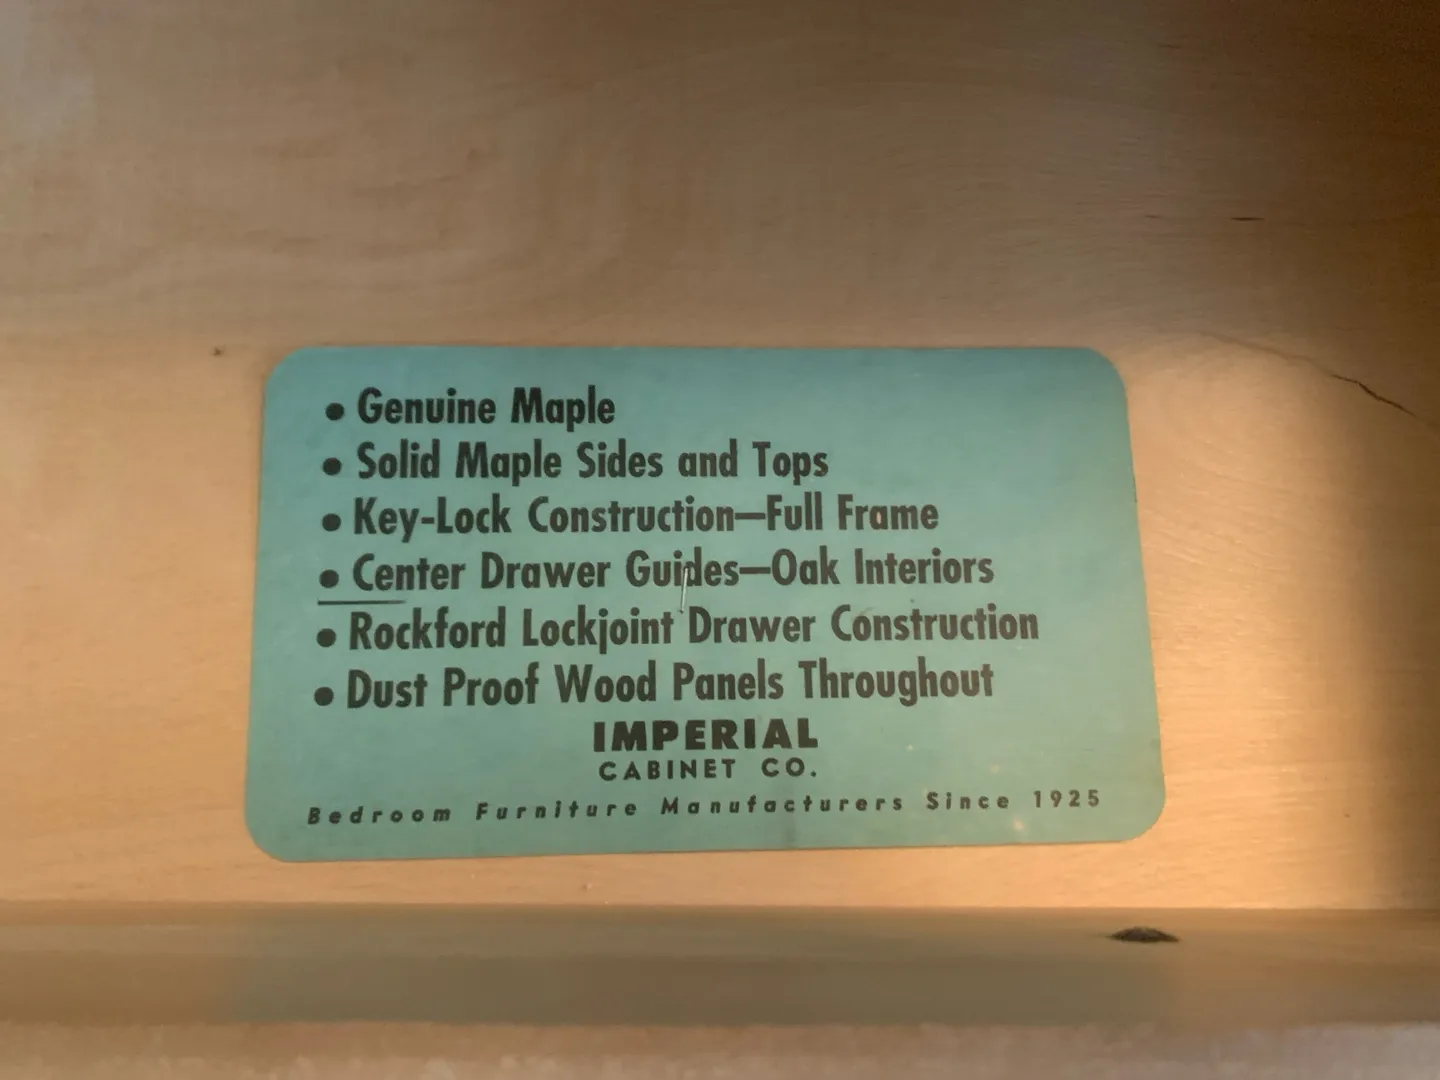 • Genuine Maple
• Solid Maple Sides and Tops
• Key-Lock Construction—Full Frame
• Center Drawer Guides—Oak Interiors
• Rockford Lockjoint Drawer Construction
• Dust Proof Wood Panels Throughout
IMPERIAL
CABINET CO.
Bedroom Furniture Manufacturers Since 1925